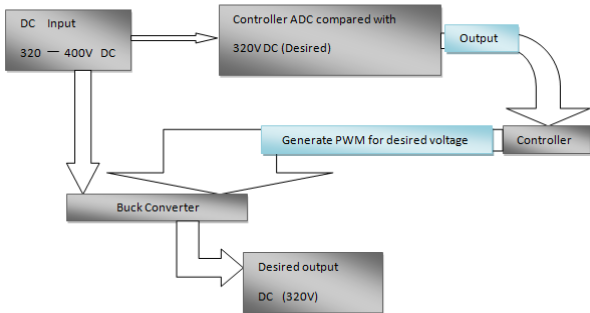 DC Input
320 — 400V DC
Controller ADC compared with
320V DC (Desired)
Output
Controller
Generate PWM for desired voltage
Buck Converter
Desired output
DC (320V)